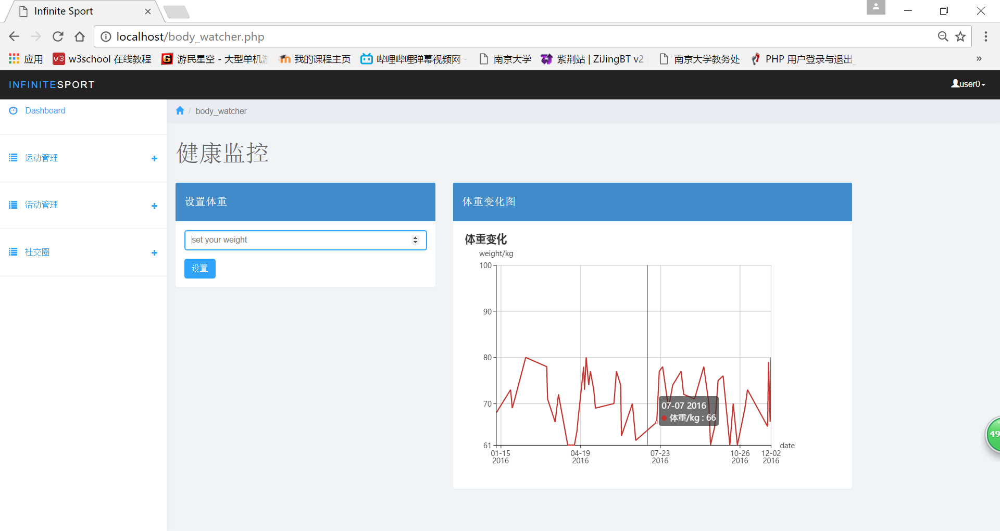 Infinite Sport
localhost/body_watcher.php
应用 w3school 在线教程 游民星空 - 大型单机游 我的课程主页 哔哩哔哩弹幕视频网 - 南京大学 紫荆站 | ZiJingBT v2 南京大学教务处 PHP 用户登录与退出_ »
INFINITESPORT
user0
Dashboard
运动管理
活动管理
社交圈
/ body_watcher
健康监控
设置体重
set your weight
设置
体重变化图
体重变化
weight/kg
100
90
80
70
61
07-07 2016
体重/kg : 66
date
01-15 2016
04-19 2016
07-23 2016
10-26 2016
12-02 2016
49